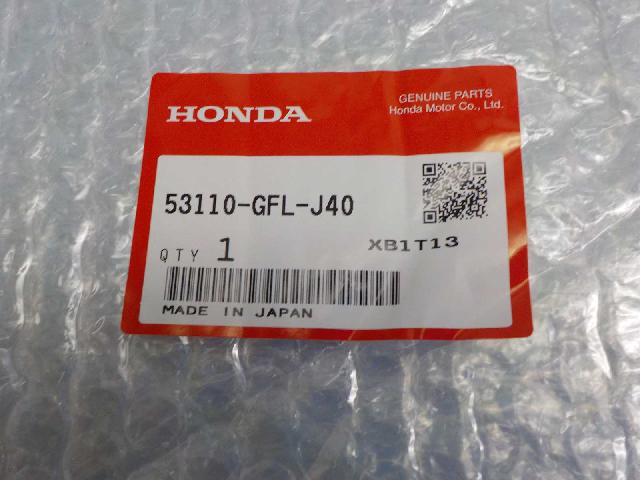 HONDA
GENUINE PARTS
Honda Motor Co., Ltd.
53110-GFL-J40
QTY 1
XB1T13
MADE IN JAPAN